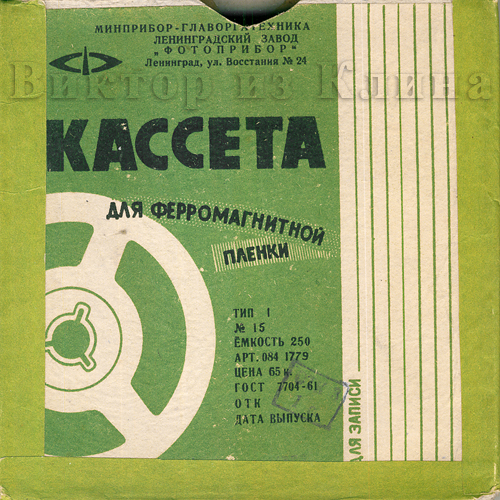 МИНПРИБОР-ГЛАВОРГТЕХНИКА
ЛЕНИНГРАДСКИЙ ЗАВОД
„ФОТОПРИБОР"
Ленинград, ул. Восстания № 24
Виктор из Клина
КАССЕТА
ДЛЯ ФЕРРОМАГНИТНОЙ
ПЛЕНКИ
ТИП I
№ 15
ЁМКОСТЬ 250
АРТ. 084 1779
ЦЕНА 65 к.
ГОСТ 7704-61
ОТК
ДАТА ВЫПУСКА
ДЛЯ ЗАПИСИ